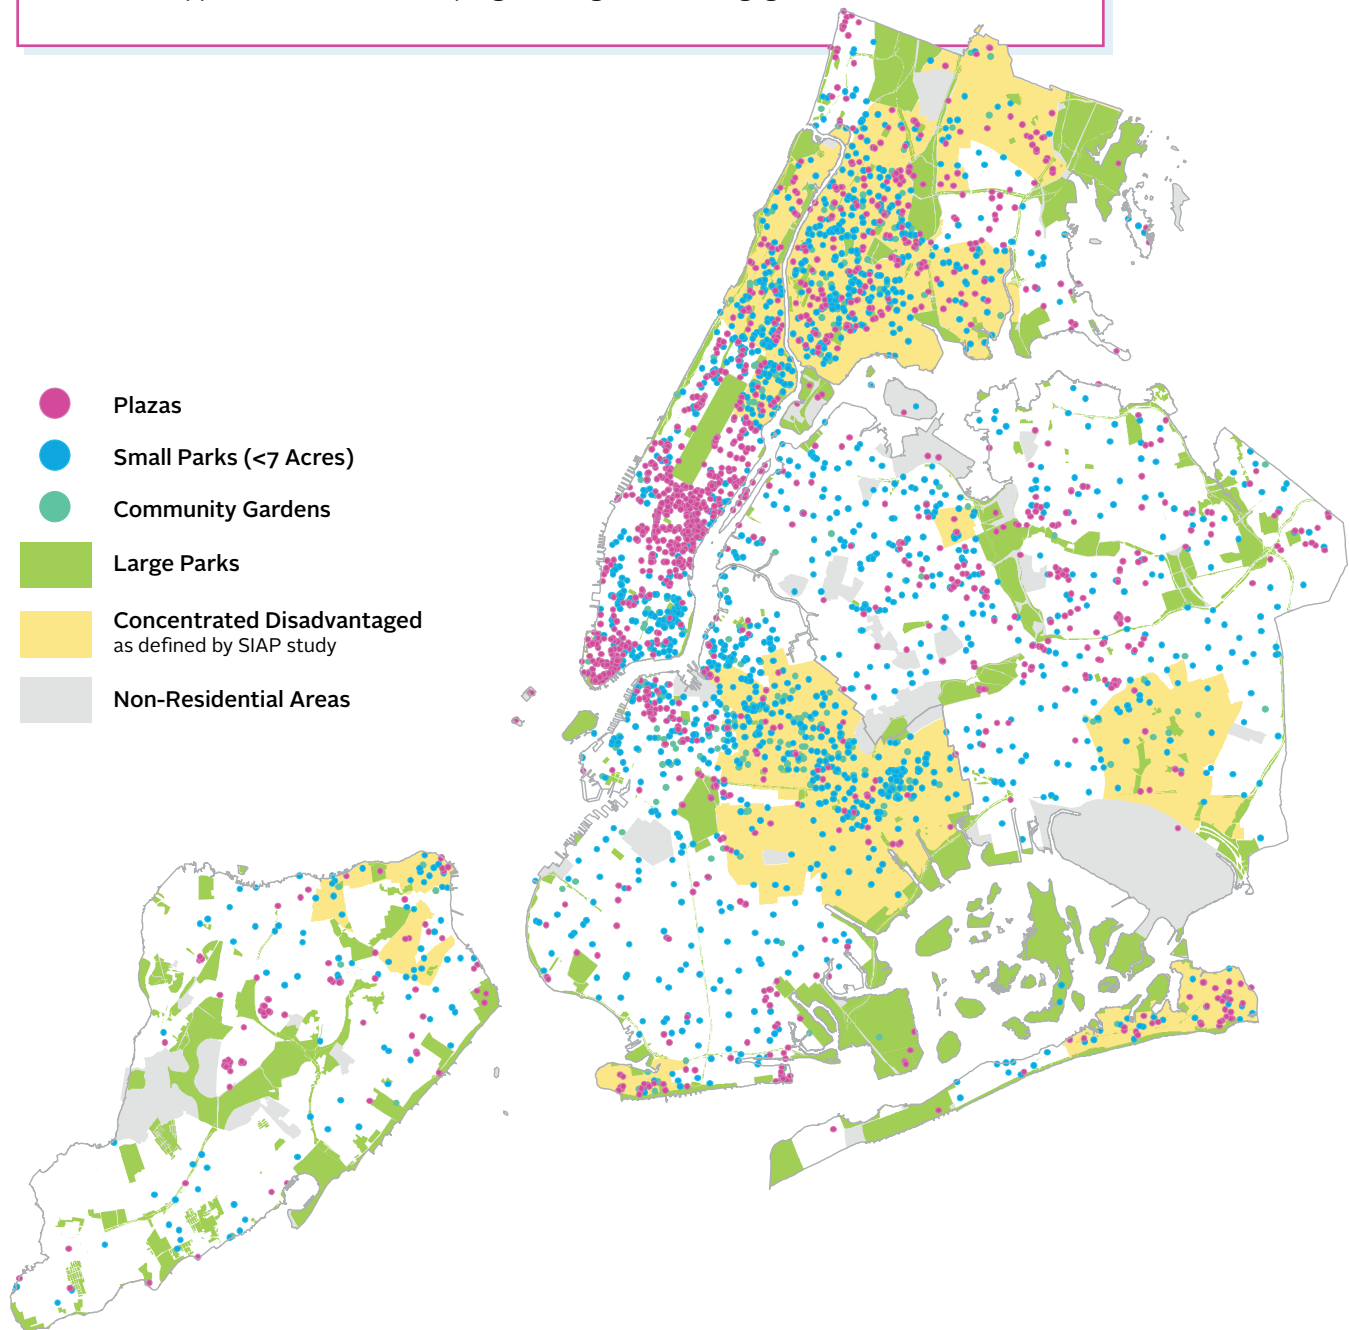 Plazas
Small Parks (<7 Acres)
Community Gardens
Large Parks
Concentrated Disadvantaged
as defined by SIAP study
Non-Residential Areas